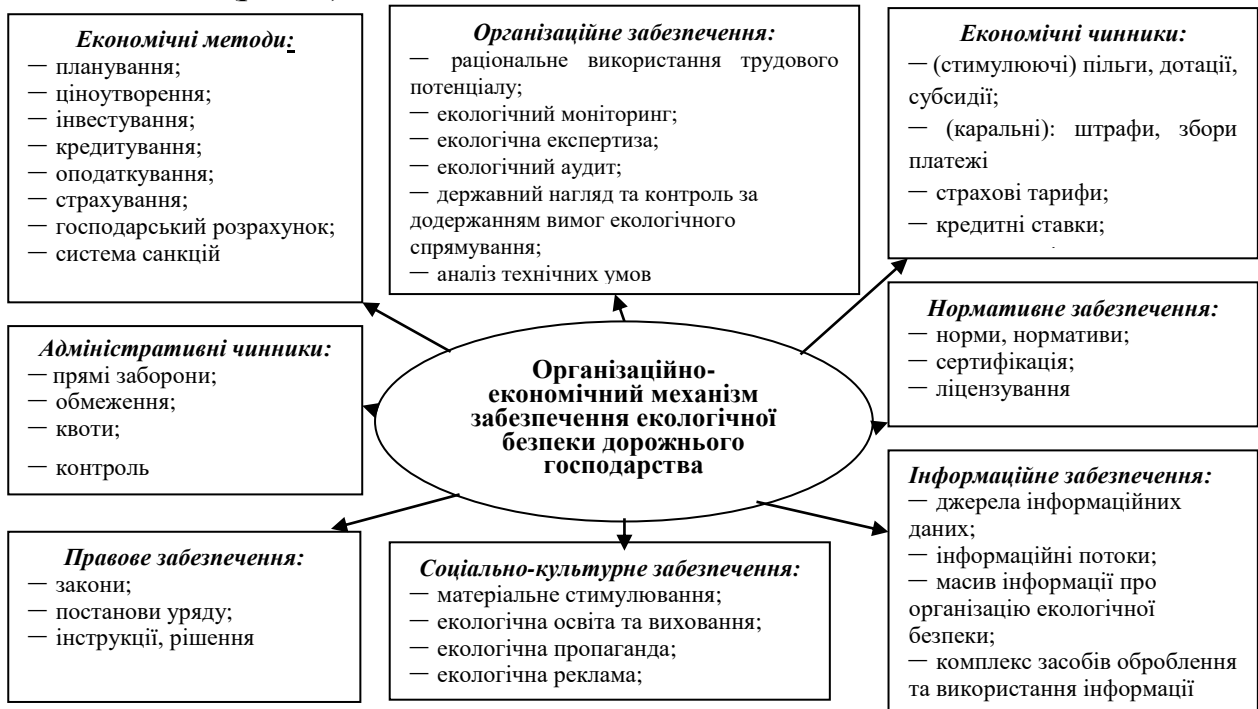 Економічні методи:
— планування;
— ціноутворення;
— інвестування;
— кредитування;
— оподаткування;
— страхування;
— господарський розрахунок;
— система санкцій
Організаційне забезпечення:
— раціональне використання трудового
потенціалу;
— екологічний моніторинг;
— екологічна експертиза;
— екологічний аудит;
— державний нагляд та контроль за
додержанням вимог екологічного
спрямування;
— аналіз технічних умов
Економічні чинники:
— (стимулюючі) пільги, дотації,
субсидії;
— (каральні): штрафи, збори
платежі
— страхові тарифи;
— кредитні ставки;
Адміністративні чинники:
— прямі заборони;
— обмеження;
— квоти;
— контроль
Організаційно-
економічний механізм
забезпечення екологічної
безпеки дорожнього
господарства
Нормативне забезпечення:
— норми, нормативи;
— сертифікація;
— ліцензування
Правове забезпечення:
— закони;
— постанови уряду;
— інструкції, рішення
Соціально-культурне забезпечення:
— матеріальне стимулювання;
— екологічна освіта та виховання;
— екологічна пропаганда;
— екологічна реклама;
Інформаційне забезпечення:
— джерела інформаційних
даних;
— інформаційні потоки;
— масив інформації про
організацію екологічної
безпеки;
— комплекс засобів оброблення
та використання інформації